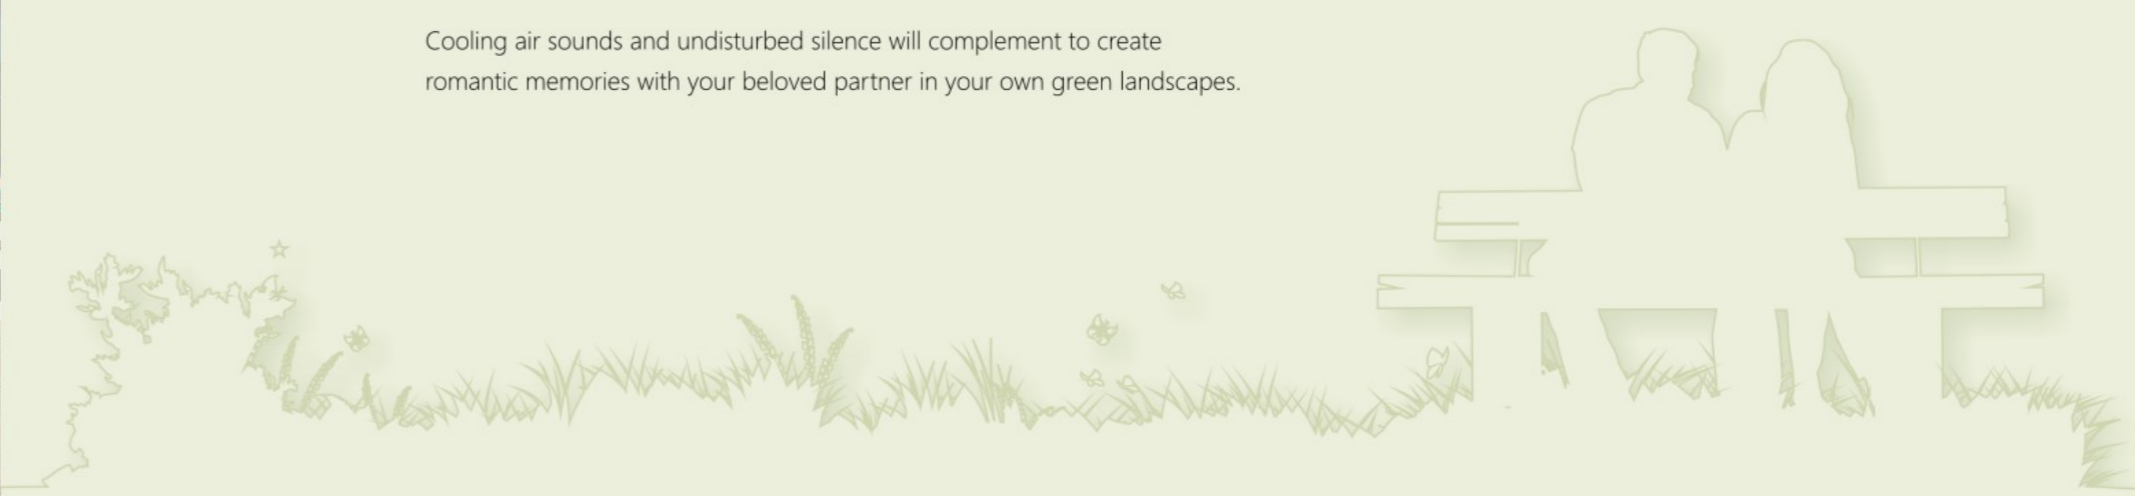 Cooling air sounds and undisturbed silence will complement to create
romantic memories with your beloved partner in your own green landscapes.